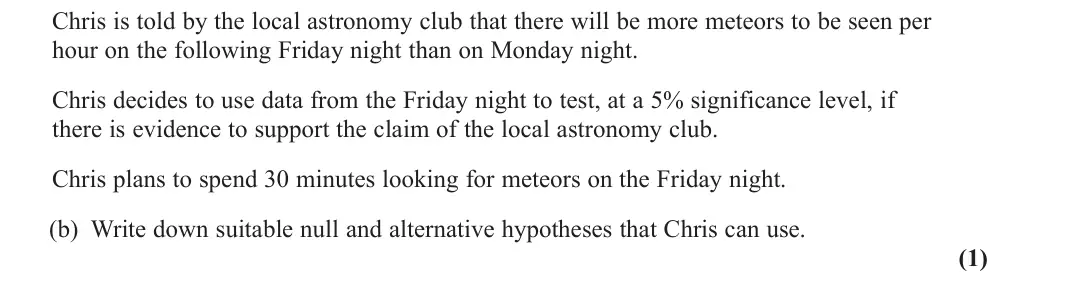 Chris is told by the local astronomy club that there will be more meteors to be seen per
hour on the following Friday night than on Monday night.
Chris decides to use data from the Friday night to test, at a 5% significance level, if
there is evidence to support the claim of the local astronomy club.
Chris plans to spend 30 minutes looking for meteors on the Friday night.
(b) Write down suitable null and alternative hypotheses that Chris can use.
(1)